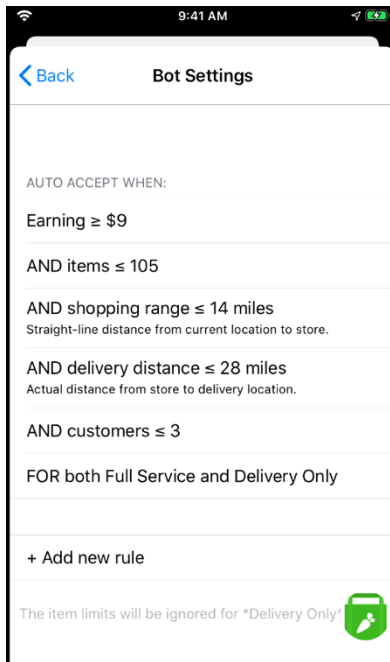 9:41 AM
Back
Bot Settings
AUTO ACCEPT WHEN:
Earning ≥ $9
AND items ≤ 105
AND shopping range ≤ 14 miles
Straight-line distance from current location to store.
AND delivery distance ≤ 28 miles
Actual distance from store to delivery location.
AND customers ≤ 3
FOR both Full Service and Delivery Only
+ Add new rule
The item limits will be ignored for *Delivery Only*